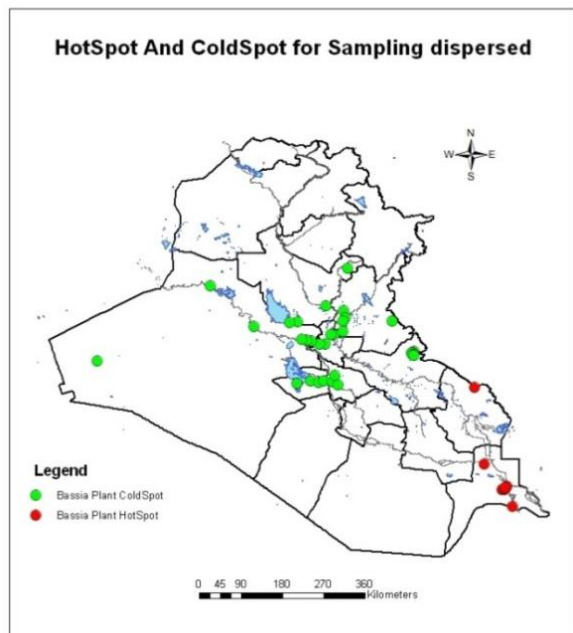 HotSpot And ColdSpot for Sampling dispersed
N
W E
S
Legend
Bassia Plant ColdSpot
Bassia Plant HotSpot
0 45 90 180 270 360
Kilometers